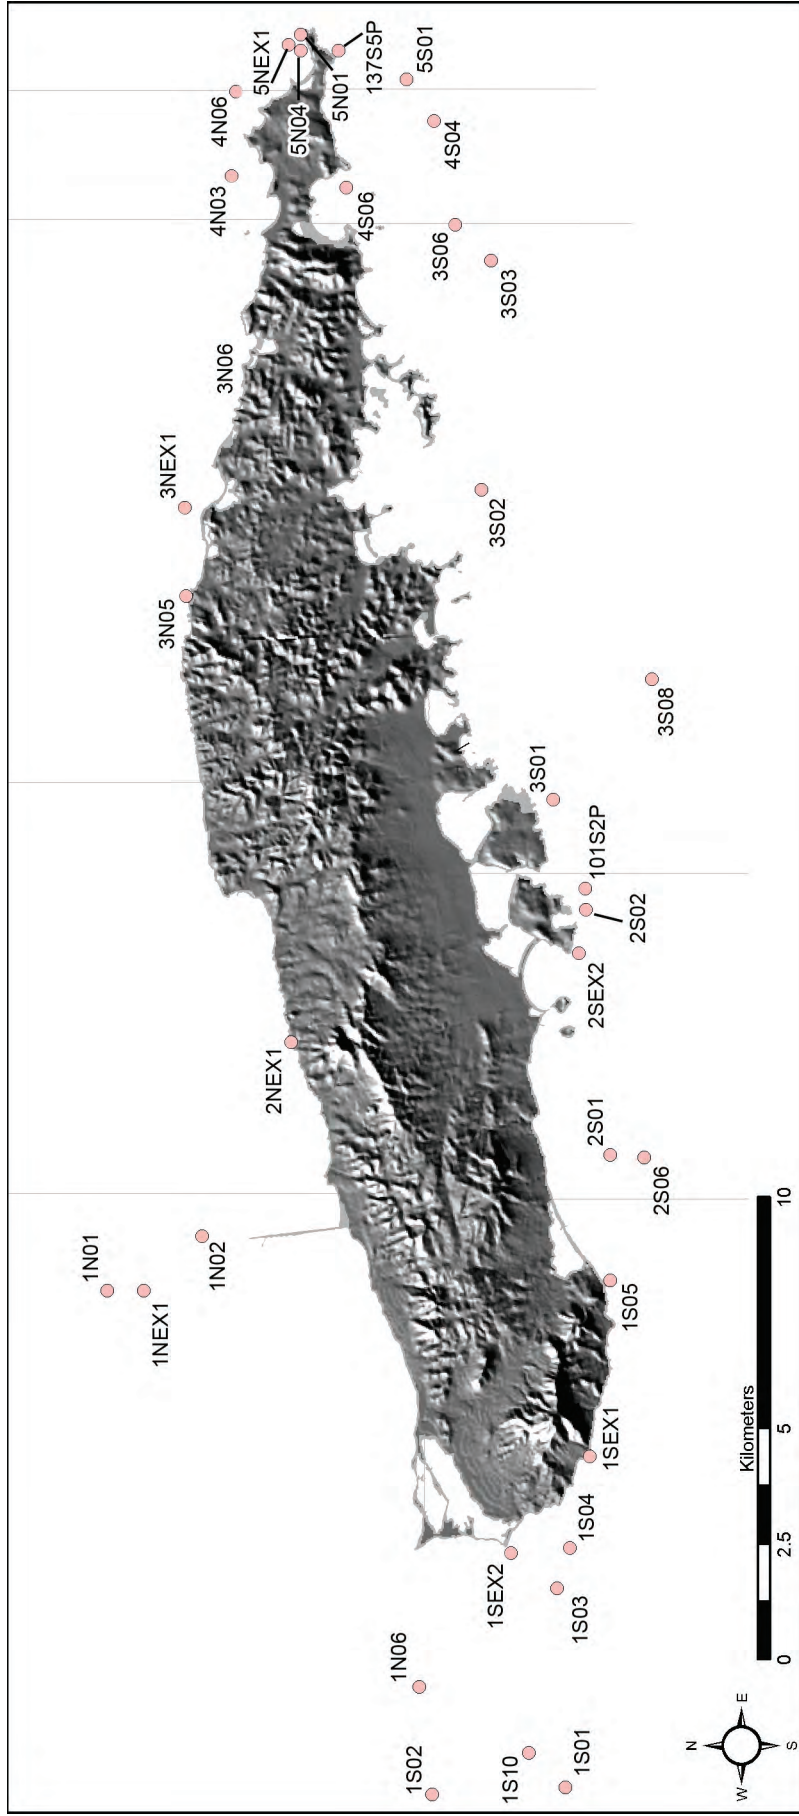 1N01
1NEX1
1N02
2NEX1
3N05
3NEX1
3N06
4N03
4N06
5NEX1
5N04
5N01
137S5P
5S01
4S04
4S06
3S06
3S03
3S02
3S08
3S01
101S2P
2S02
2SEX2
2S01
2S06
1S05
1SEX1
1S04
1S03
1SEX2
1N06
1S02
1S10
1S01
N
W E
S
Kilometers
0 2.5 5 10